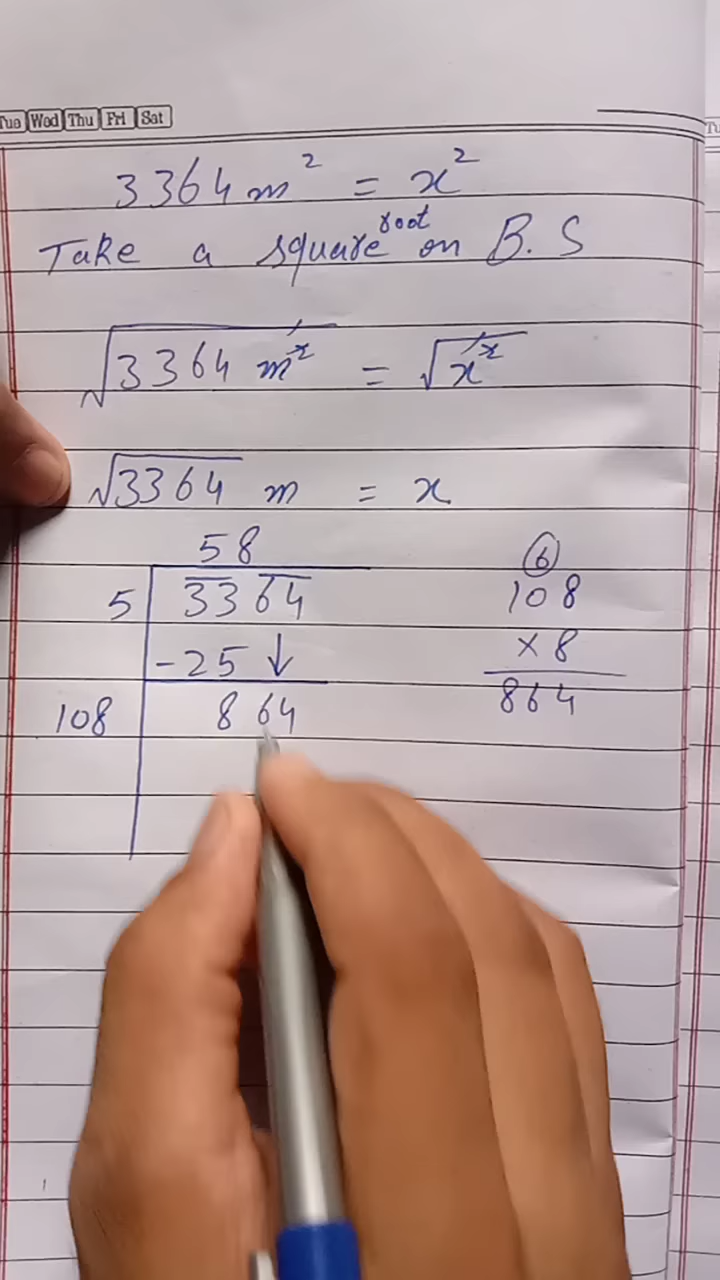 Tue Wed Thu Fri Sat
3364 m² = x²
Take a square root on B.S
√3364 m² = √x²
√3364 m = x
58
5 3364
-25 ↓
108 864
6
108
×8
864